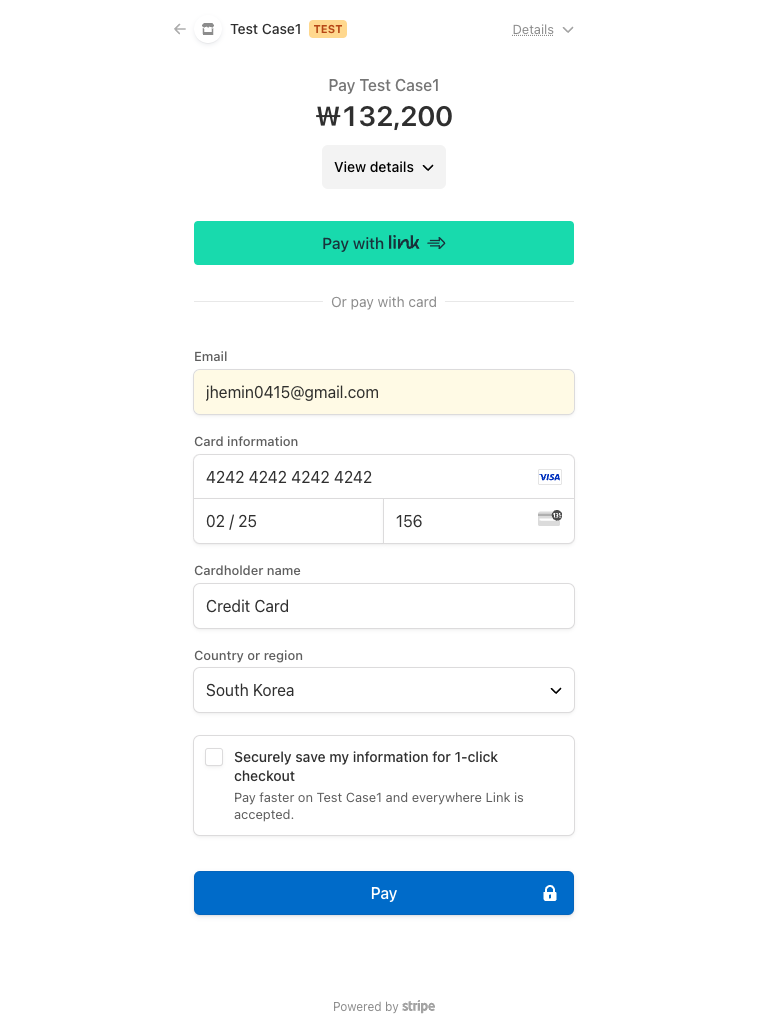 Test Case1 TEST Details
Pay Test Case1
₩132,200
View details
Pay with link
Or pay with card
Email
jhemin0415@gmail.com
Card information
4242 4242 4242 4242 VISA
02 / 25 156
Cardholder name
Credit Card
Country or region
South Korea
Securely save my information for 1-click
checkout
Pay faster on Test Case1 and everywhere Link is
accepted.
Pay
Powered by stripe